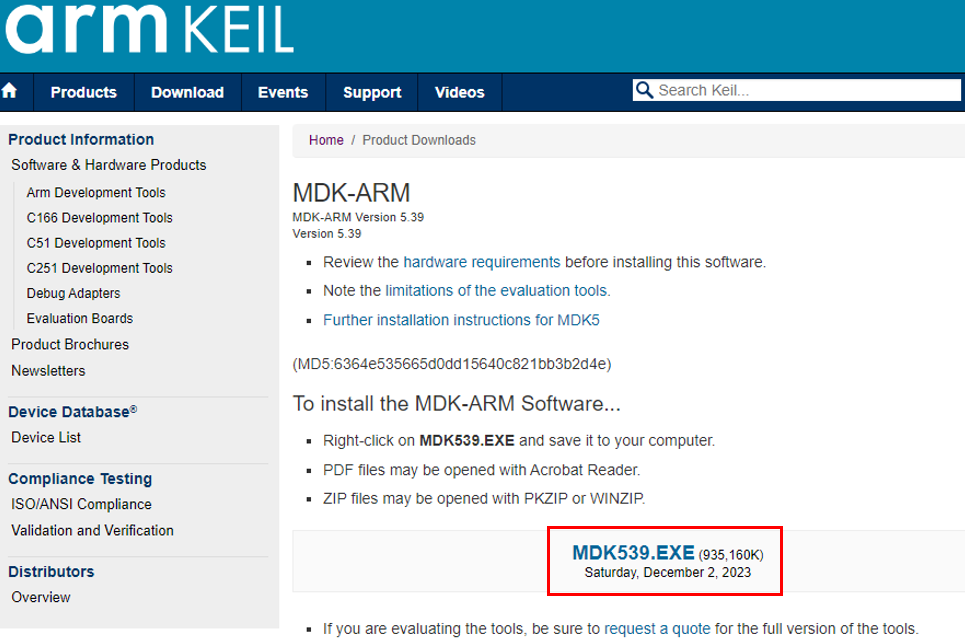 arm KEIL
Products Download Events Support Videos
Search Keil...
Product Information
Software & Hardware Products
Arm Development Tools
C166 Development Tools
C51 Development Tools
C251 Development Tools
Debug Adapters
Evaluation Boards
Product Brochures
Newsletters
Device Database®
Device List
Compliance Testing
ISO/ANSI Compliance
Validation and Verification
Distributors
Overview
Home / Product Downloads
MDK-ARM
MDK-ARM Version 5.39
Version 5.39
Review the hardware requirements before installing this software.
Note the limitations of the evaluation tools.
Further installation instructions for MDK5
(MD5:6364e535665d0dd15640c821bb3b2d4e)
To install the MDK-ARM Software...
Right-click on MDK539.EXE and save it to your computer.
PDF files may be opened with Acrobat Reader.
ZIP files may be opened with PKZIP or WINZIP.
MDK539.EXE (935,160K)
Saturday, December 2, 2023
If you are evaluating the tools, be sure to request a quote for the full version of the tools.